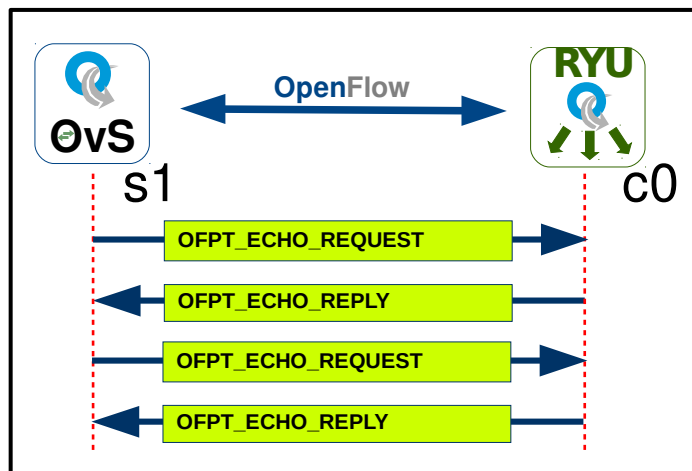 RYU
OpenFlow
OvS
s1
c0
OFPT_ECHO_REQUEST
OFPT_ECHO_REPLY
OFPT_ECHO_REQUEST
OFPT_ECHO_REPLY